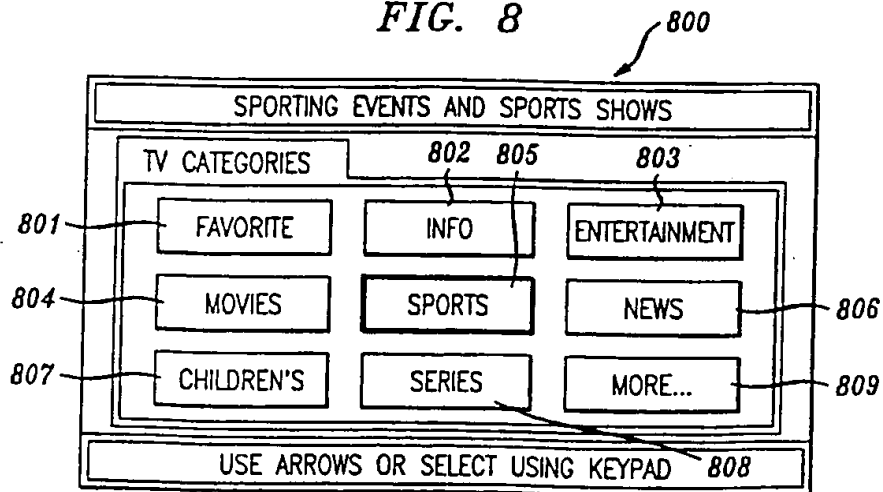 FIG. 8
800
SPORTING EVENTS AND SPORTS SHOWS
802 805 803
TV CATEGORIES
801 FAVORITE INFO ENTERTAINMENT
804 MOVIES SPORTS NEWS 806
807 CHILDREN'S SERIES MORE... 809
USE ARROWS OR SELECT USING KEYPAD 808